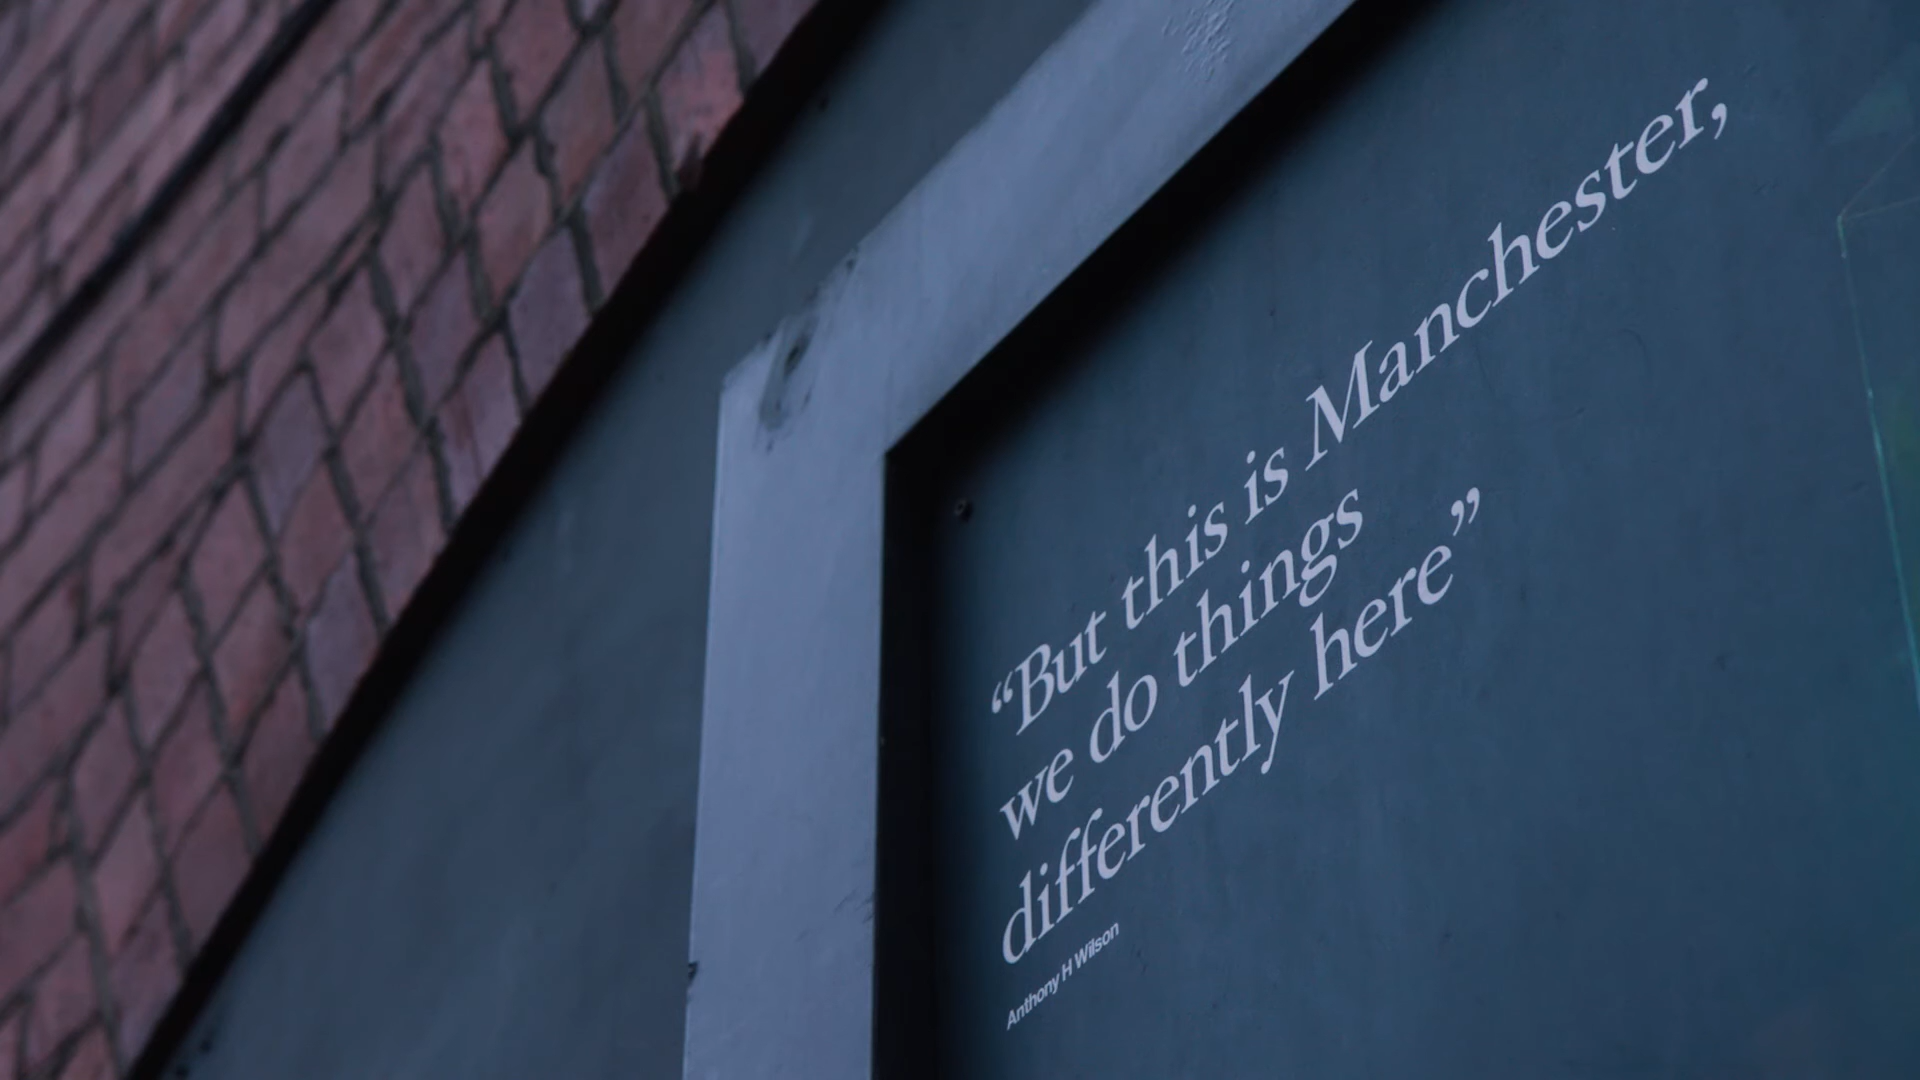 “But this is Manchester,
we do things
differently here”
Anthony H Wilson